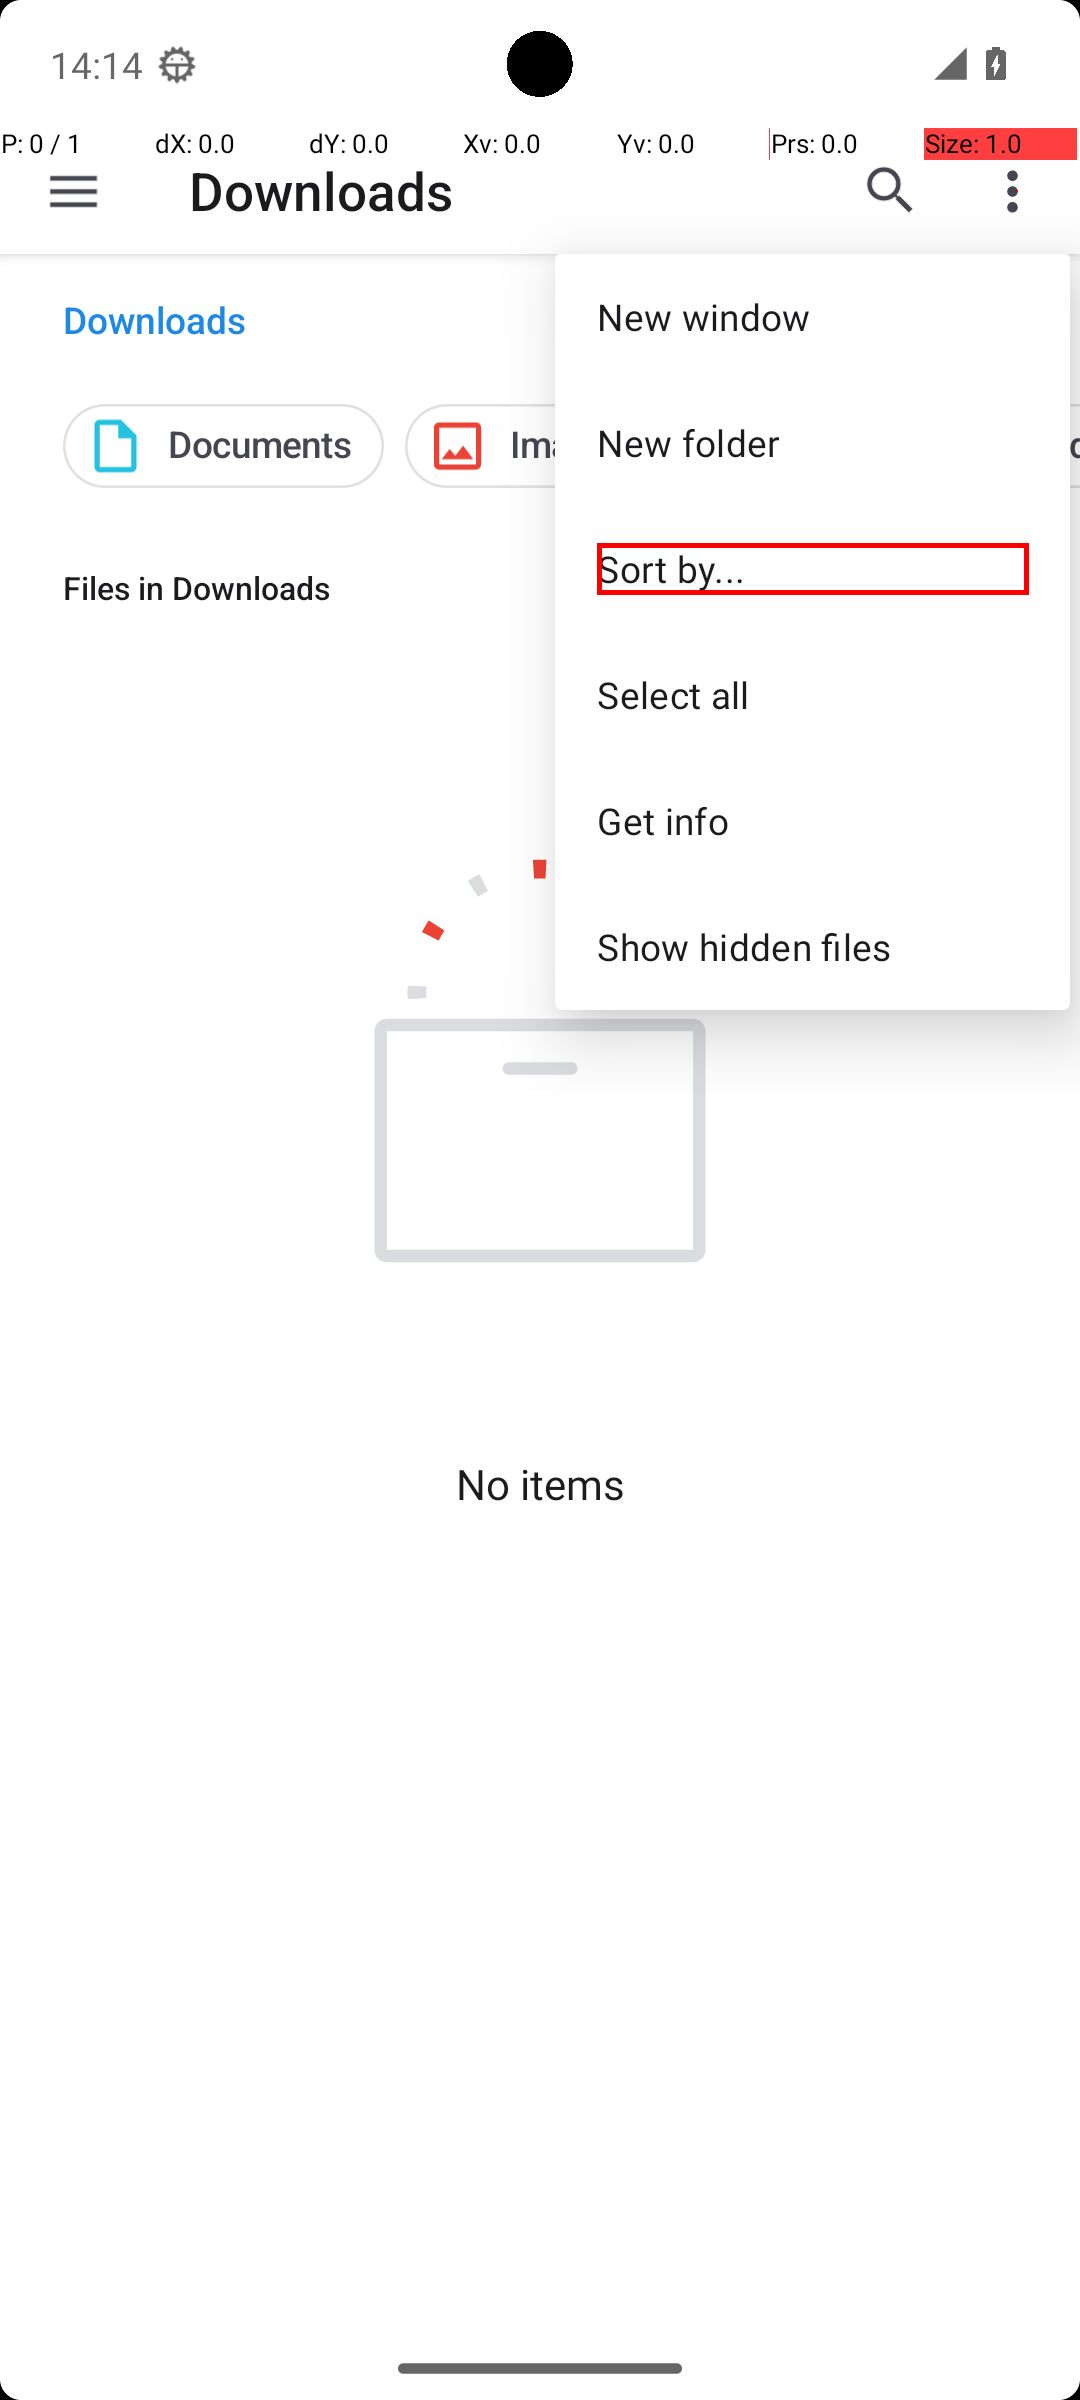 14:14
P: 0 / 1 dX: 0.0 dY: 0.0 Xv: 0.0 Yv: 0.0 Prs: 0.0 Size: 1.0
Downloads
Downloads
New window
Documents
New folder
Sort by...
Files in Downloads
Select all
Get info
Show hidden files
No items